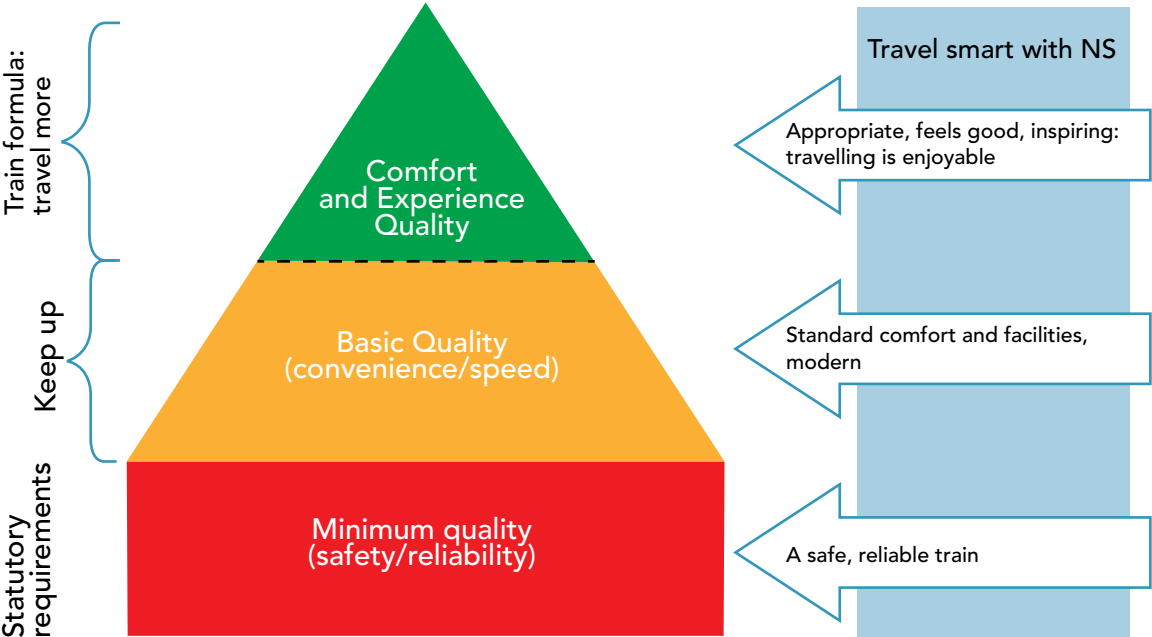 Train formula:
travel more
Keep up
Statutory
requirements
Comfort
and Experience
Quality
Basic Quality
(convenience/speed)
Minimum quality
(safety/reliability)
Travel smart with NS
Appropriate, feels good, inspiring:
travelling is enjoyable
Standard comfort and facilities,
modern
A safe, reliable train